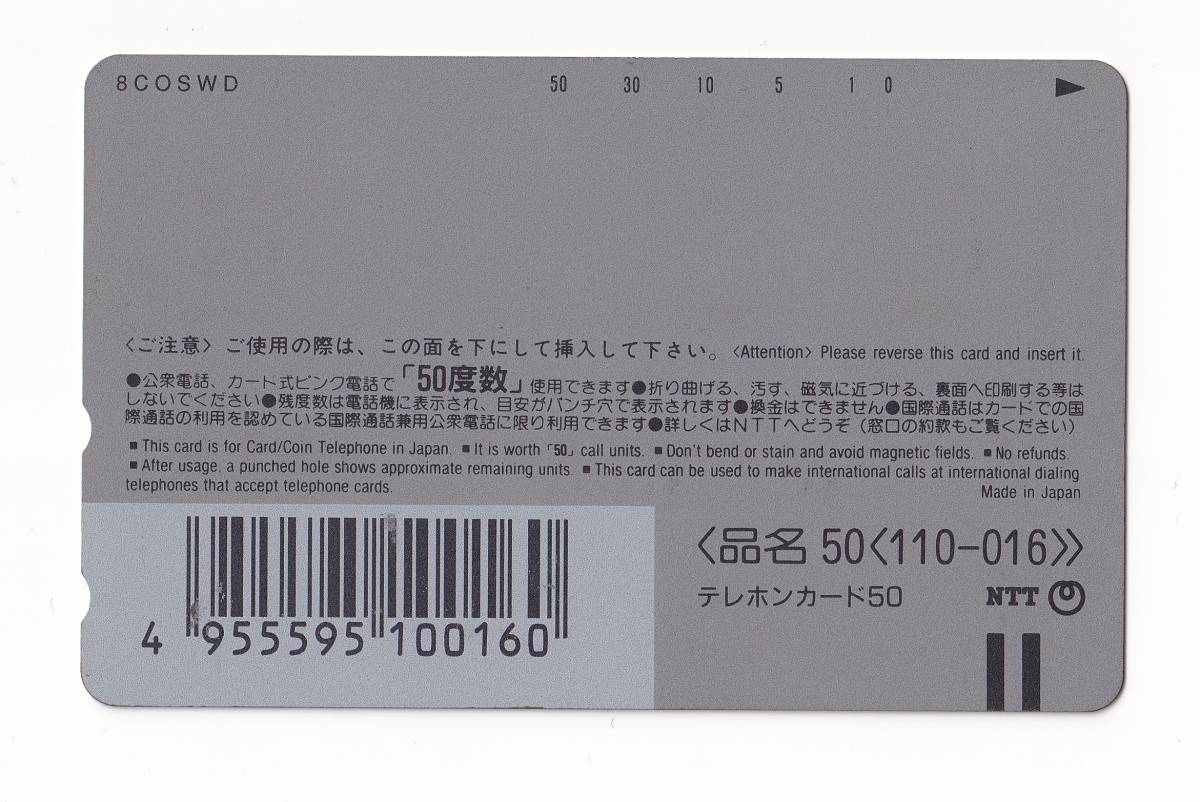 8COSWD 50 30 10 5 1 0 ▶
〈ご注意〉ご使用の際は、この面を下にして挿入して下さい。〈Attention〉Please reverse this card and insert it.
●公衆電話、カード式ピンク電話で「50度数」使用できます●折り曲げる、汚す、磁気に近づける、裏面へ印刷する等は
しないでください●残度数は電話機に表示され、目安がパンチ穴で表示されます●換金はできません●国際通話はカードでの国
際通話の利用を認めている国際通話兼用公衆電話に限り利用できます●詳しくはNTTへどうぞ(窓口の約款もご覧ください)
■This card is for Card/Coin Telephone in Japan. ■It is worth「50」call units. ■Don't bend or stain and avoid magnetic fields. ■No refunds.
■After usage, a punched hole shows approximate remaining units. ■This card can be used to make international calls at international dialing
telephones that accept telephone cards.
Made in Japan
〈品名 50〈110-016〉〉
テレホンカード50 NTT
4 955595 100160